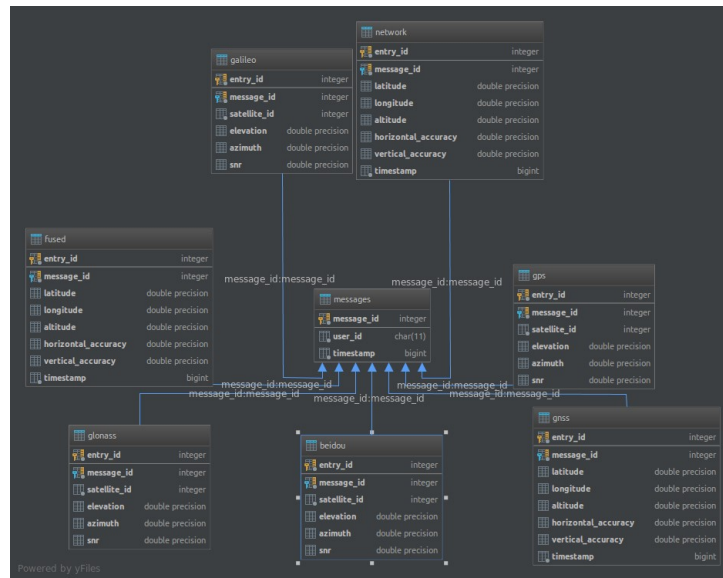 network
entry_id integer
message_id integer
latitude double precision
longitude double precision
altitude double precision
horizontal_accuracy double precision
vertical_accuracy double precision
timestamp bigint
galileo
entry_id integer
message_id integer
satellite_id integer
elevation double precision
azimuth double precision
snr double precision
fused
entry_id integer
message_id integer
latitude double precision
longitude double precision
altitude double precision
horizontal_accuracy double precision
vertical_accuracy double precision
timestamp bigint
message_id:message_id
message_id:message_id
messages
message_id integer
user_id char(11)
timestamp bigint
gps
entry_id integer
message_id integer
satellite_id integer
elevation double precision
azimuth double precision
snr double precision
message_id:message_id
message_id:message_id
message_id:message_id
message_id:message_id
message_id:message_id
glonass
entry_id integer
message_id integer
satellite_id integer
elevation double precision
azimuth double precision
snr double precision
beidou
entry_id integer
message_id integer
satellite_id integer
elevation double precision
azimuth double precision
snr double precision
gnss
entry_id integer
message_id integer
latitude double precision
longitude double precision
altitude double precision
horizontal_accuracy double precision
vertical_accuracy double precision
timestamp bigint
Powered by yFiles